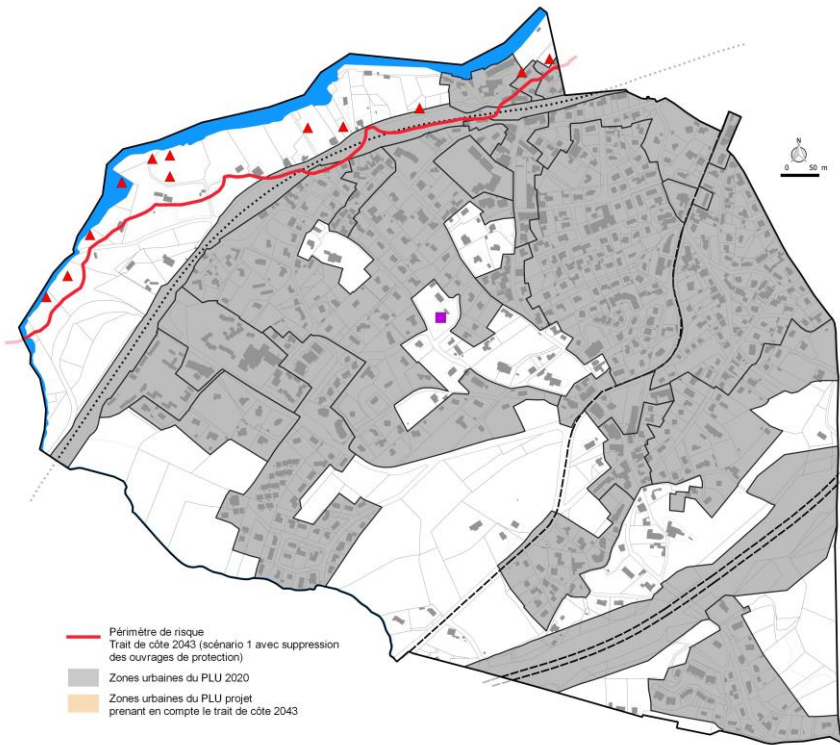 N
0 50 m
Périmètre de risque
Trait de côte 2043 (scénario 1 avec suppression
des ouvrages de protection)
Zones urbaines du PLU 2020
Zones urbaines du PLU projet
prenant en compte le trait de côte 2043